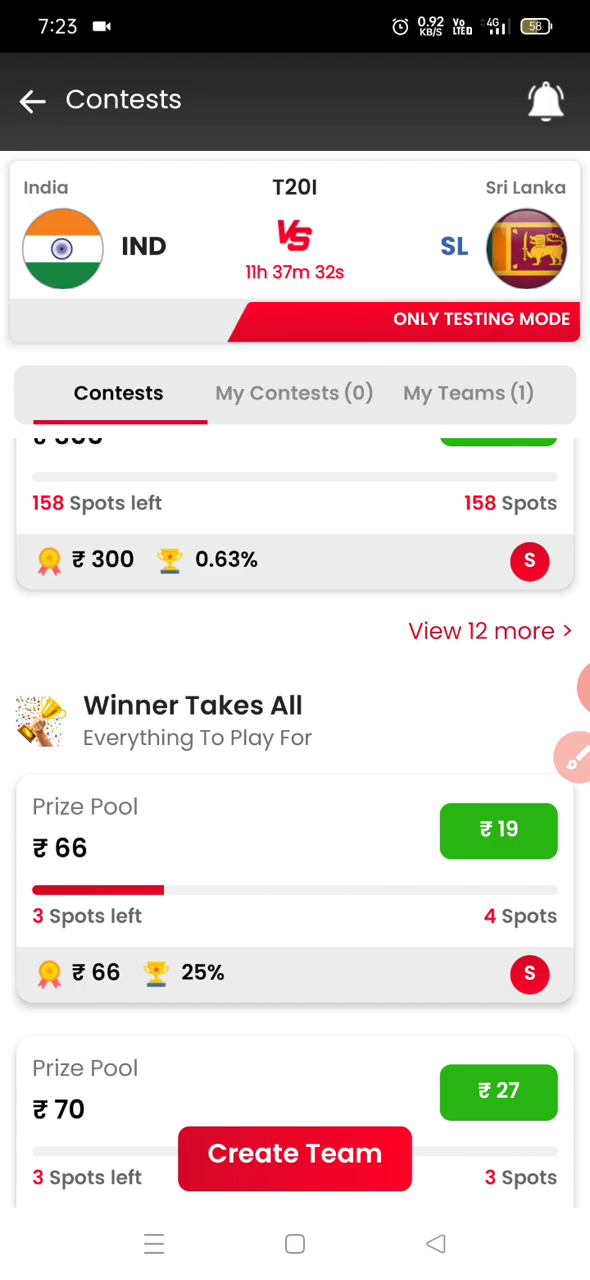 7:23
0.92 KB/S
Vo LTED
4G
58
Contests
India
T20I
Sri Lanka
IND
VS
SL
11h 37m 32s
ONLY TESTING MODE
Contests
My Contests (0)
My Teams (1)
158 Spots left
158 Spots
₹ 300
0.63%
S
View 12 more >
Winner Takes All
Everything To Play For
Prize Pool
₹ 66
₹ 19
3 Spots left
4 Spots
₹ 66
25%
S
Prize Pool
₹ 70
₹ 27
Create Team
3 Spots left
3 Spots